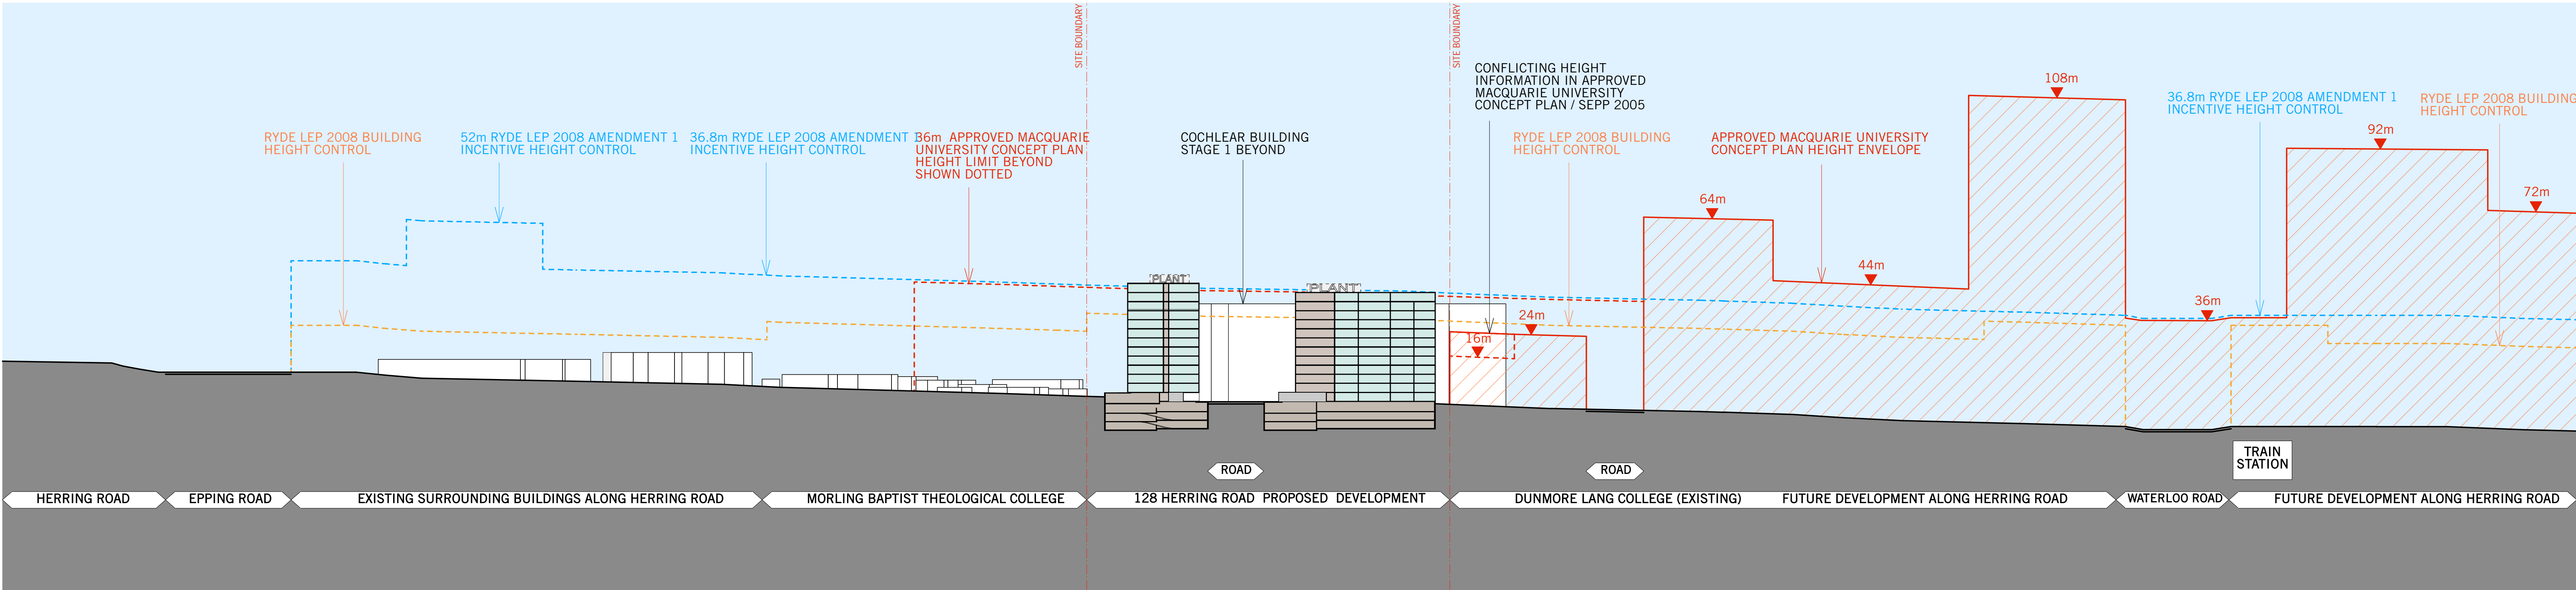 SITE BOUNDARY
SITE BOUNDARY
RYDE LEP 2008 BUILDING
HEIGHT CONTROL
52m RYDE LEP 2008 AMENDMENT 1
INCENTIVE HEIGHT CONTROL
36.8m RYDE LEP 2008 AMENDMENT 1
INCENTIVE HEIGHT CONTROL
36m APPROVED MACQUARIE
UNIVERSITY CONCEPT PLAN
HEIGHT LIMIT BEYOND
SHOWN DOTTED
COCHLEAR BUILDING
STAGE 1 BEYOND
CONFLICTING HEIGHT
INFORMATION IN APPROVED
MACQUARIE UNIVERSITY
CONCEPT PLAN / SEPP 2005
RYDE LEP 2008 BUILDING
HEIGHT CONTROL
APPROVED MACQUARIE UNIVERSITY
CONCEPT PLAN HEIGHT ENVELOPE
108m
36.8m RYDE LEP 2008 AMENDMENT 1
INCENTIVE HEIGHT CONTROL
RYDE LEP 2008 BUILDING
HEIGHT CONTROL
92m
72m
64m
44m
36m
24m
16m
PLANT
PLANT
TRAIN
STATION
ROAD
ROAD
HERRING ROAD
EPPING ROAD
EXISTING SURROUNDING BUILDINGS ALONG HERRING ROAD
MORLING BAPTIST THEOLOGICAL COLLEGE
128 HERRING ROAD PROPOSED DEVELOPMENT
DUNMORE LANG COLLEGE (EXISTING)
FUTURE DEVELOPMENT ALONG HERRING ROAD
WATERLOO ROAD
FUTURE DEVELOPMENT ALONG HERRING ROAD